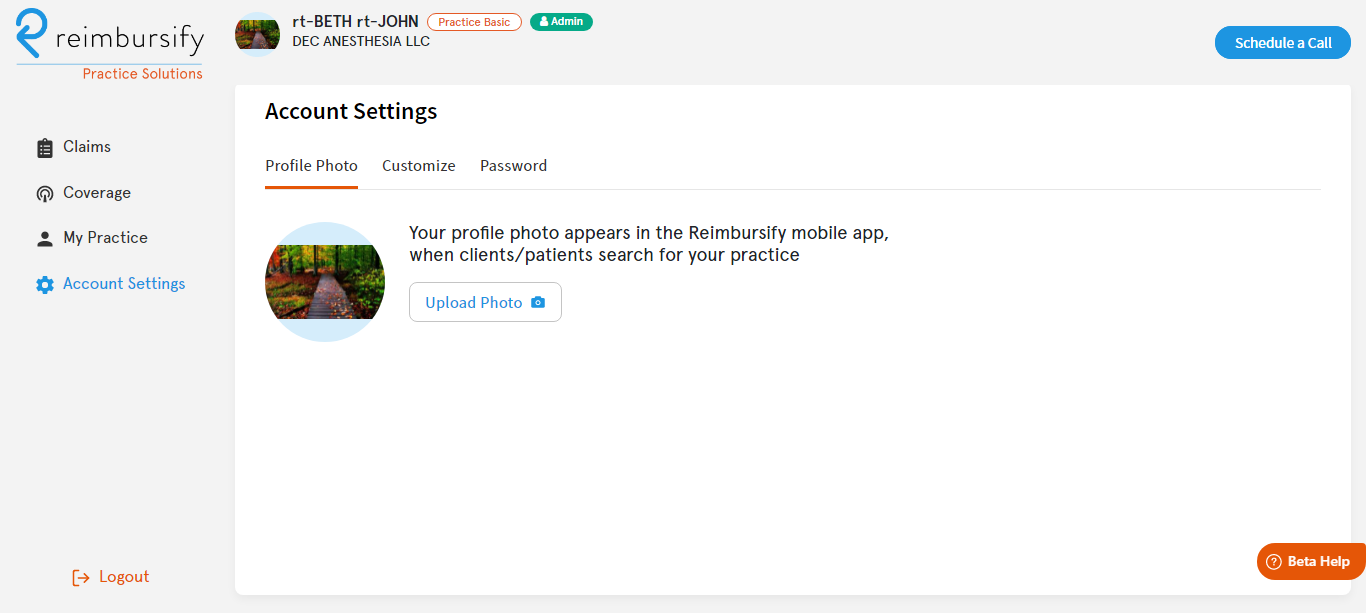 reimbursify
Practice Solutions
rt-BETH rt-JOHN Practice Basic Admin
DEC ANESTHESIA LLC
Schedule a Call
Claims
Coverage
My Practice
Account Settings
Logout
Account Settings
Profile Photo Customize Password
Your profile photo appears in the Reimbursify mobile app,
when clients/patients search for your practice
Upload Photo
? Beta Help